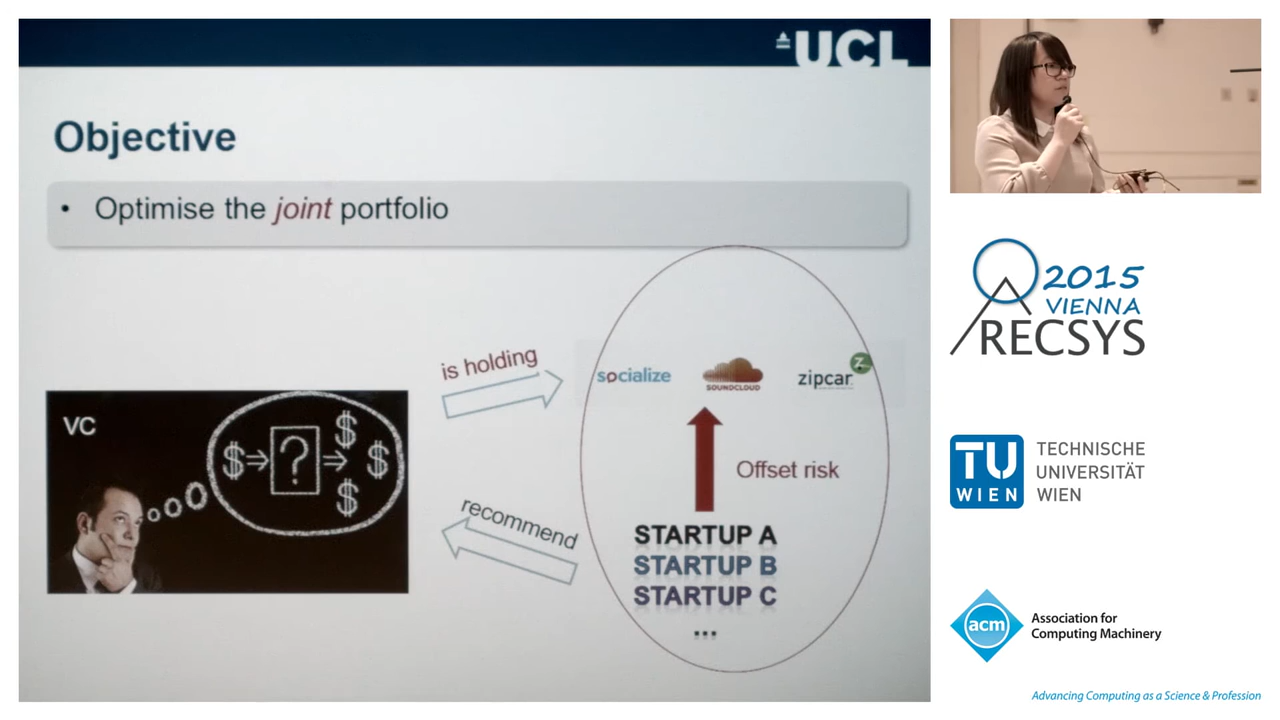 UCL
Objective
• Optimise the joint portfolio
is holding
socialize
SOUNDCLOUD
zipcar
VC
$ ⇒ ? ⇒ $ $ $
Offset risk
recommend
STARTUP A
STARTUP B
STARTUP C
...
2015
VIENNA
RECSYS
TU
WIEN
TECHNISCHE
UNIVERSITÄT
WIEN
acm
Association for
Computing Machinery
Advancing Computing as a Science & Profession